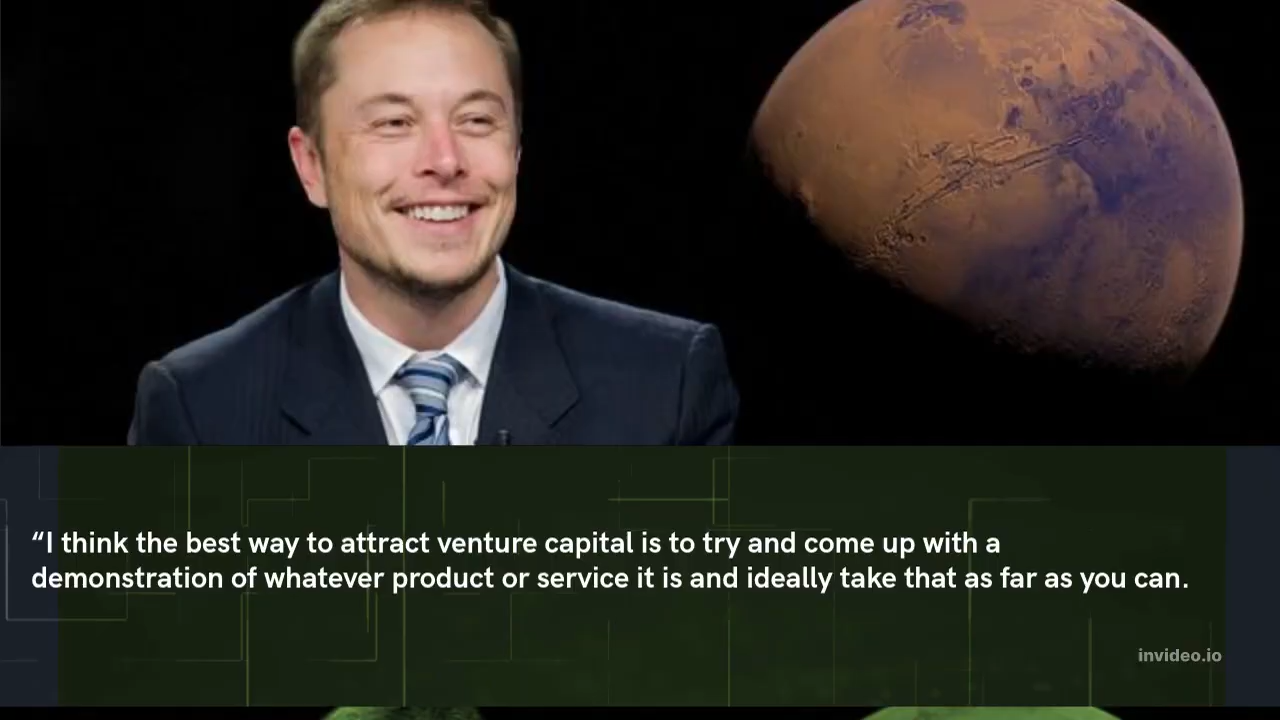 “I think the best way to attract venture capital is to try and come up with a
demonstration of whatever product or service it is and ideally take that as far as you can.
invideo.io